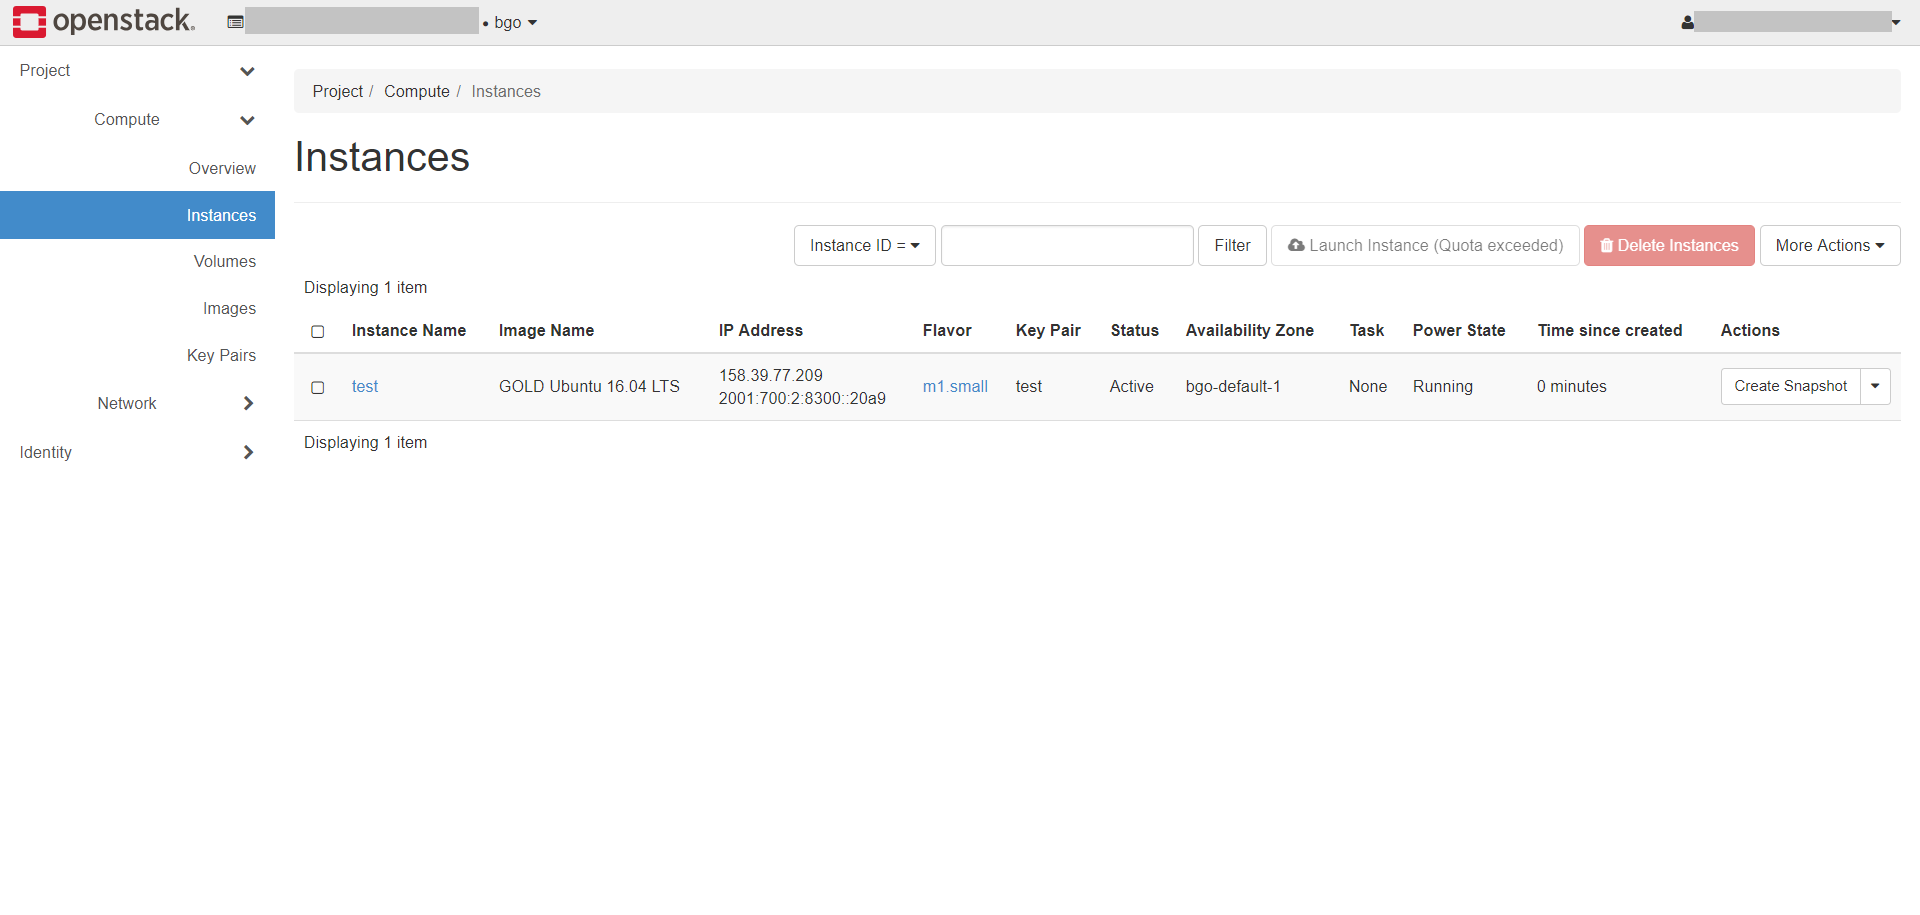 openstack. • bgo
Project
Compute
Overview
Instances
Volumes
Images
Key Pairs
Network
Identity
Project / Compute / Instances
Instances
Instance ID = Filter Launch Instance (Quota exceeded) Delete Instances More Actions
Displaying 1 item
Instance Name Image Name IP Address Flavor Key Pair Status Availability Zone Task Power State Time since created Actions
test GOLD Ubuntu 16.04 LTS 158.39.77.209 m1.small test Active bgo-default-1 None Running 0 minutes Create Snapshot
2001:700:2:8300::20a9
Displaying 1 item